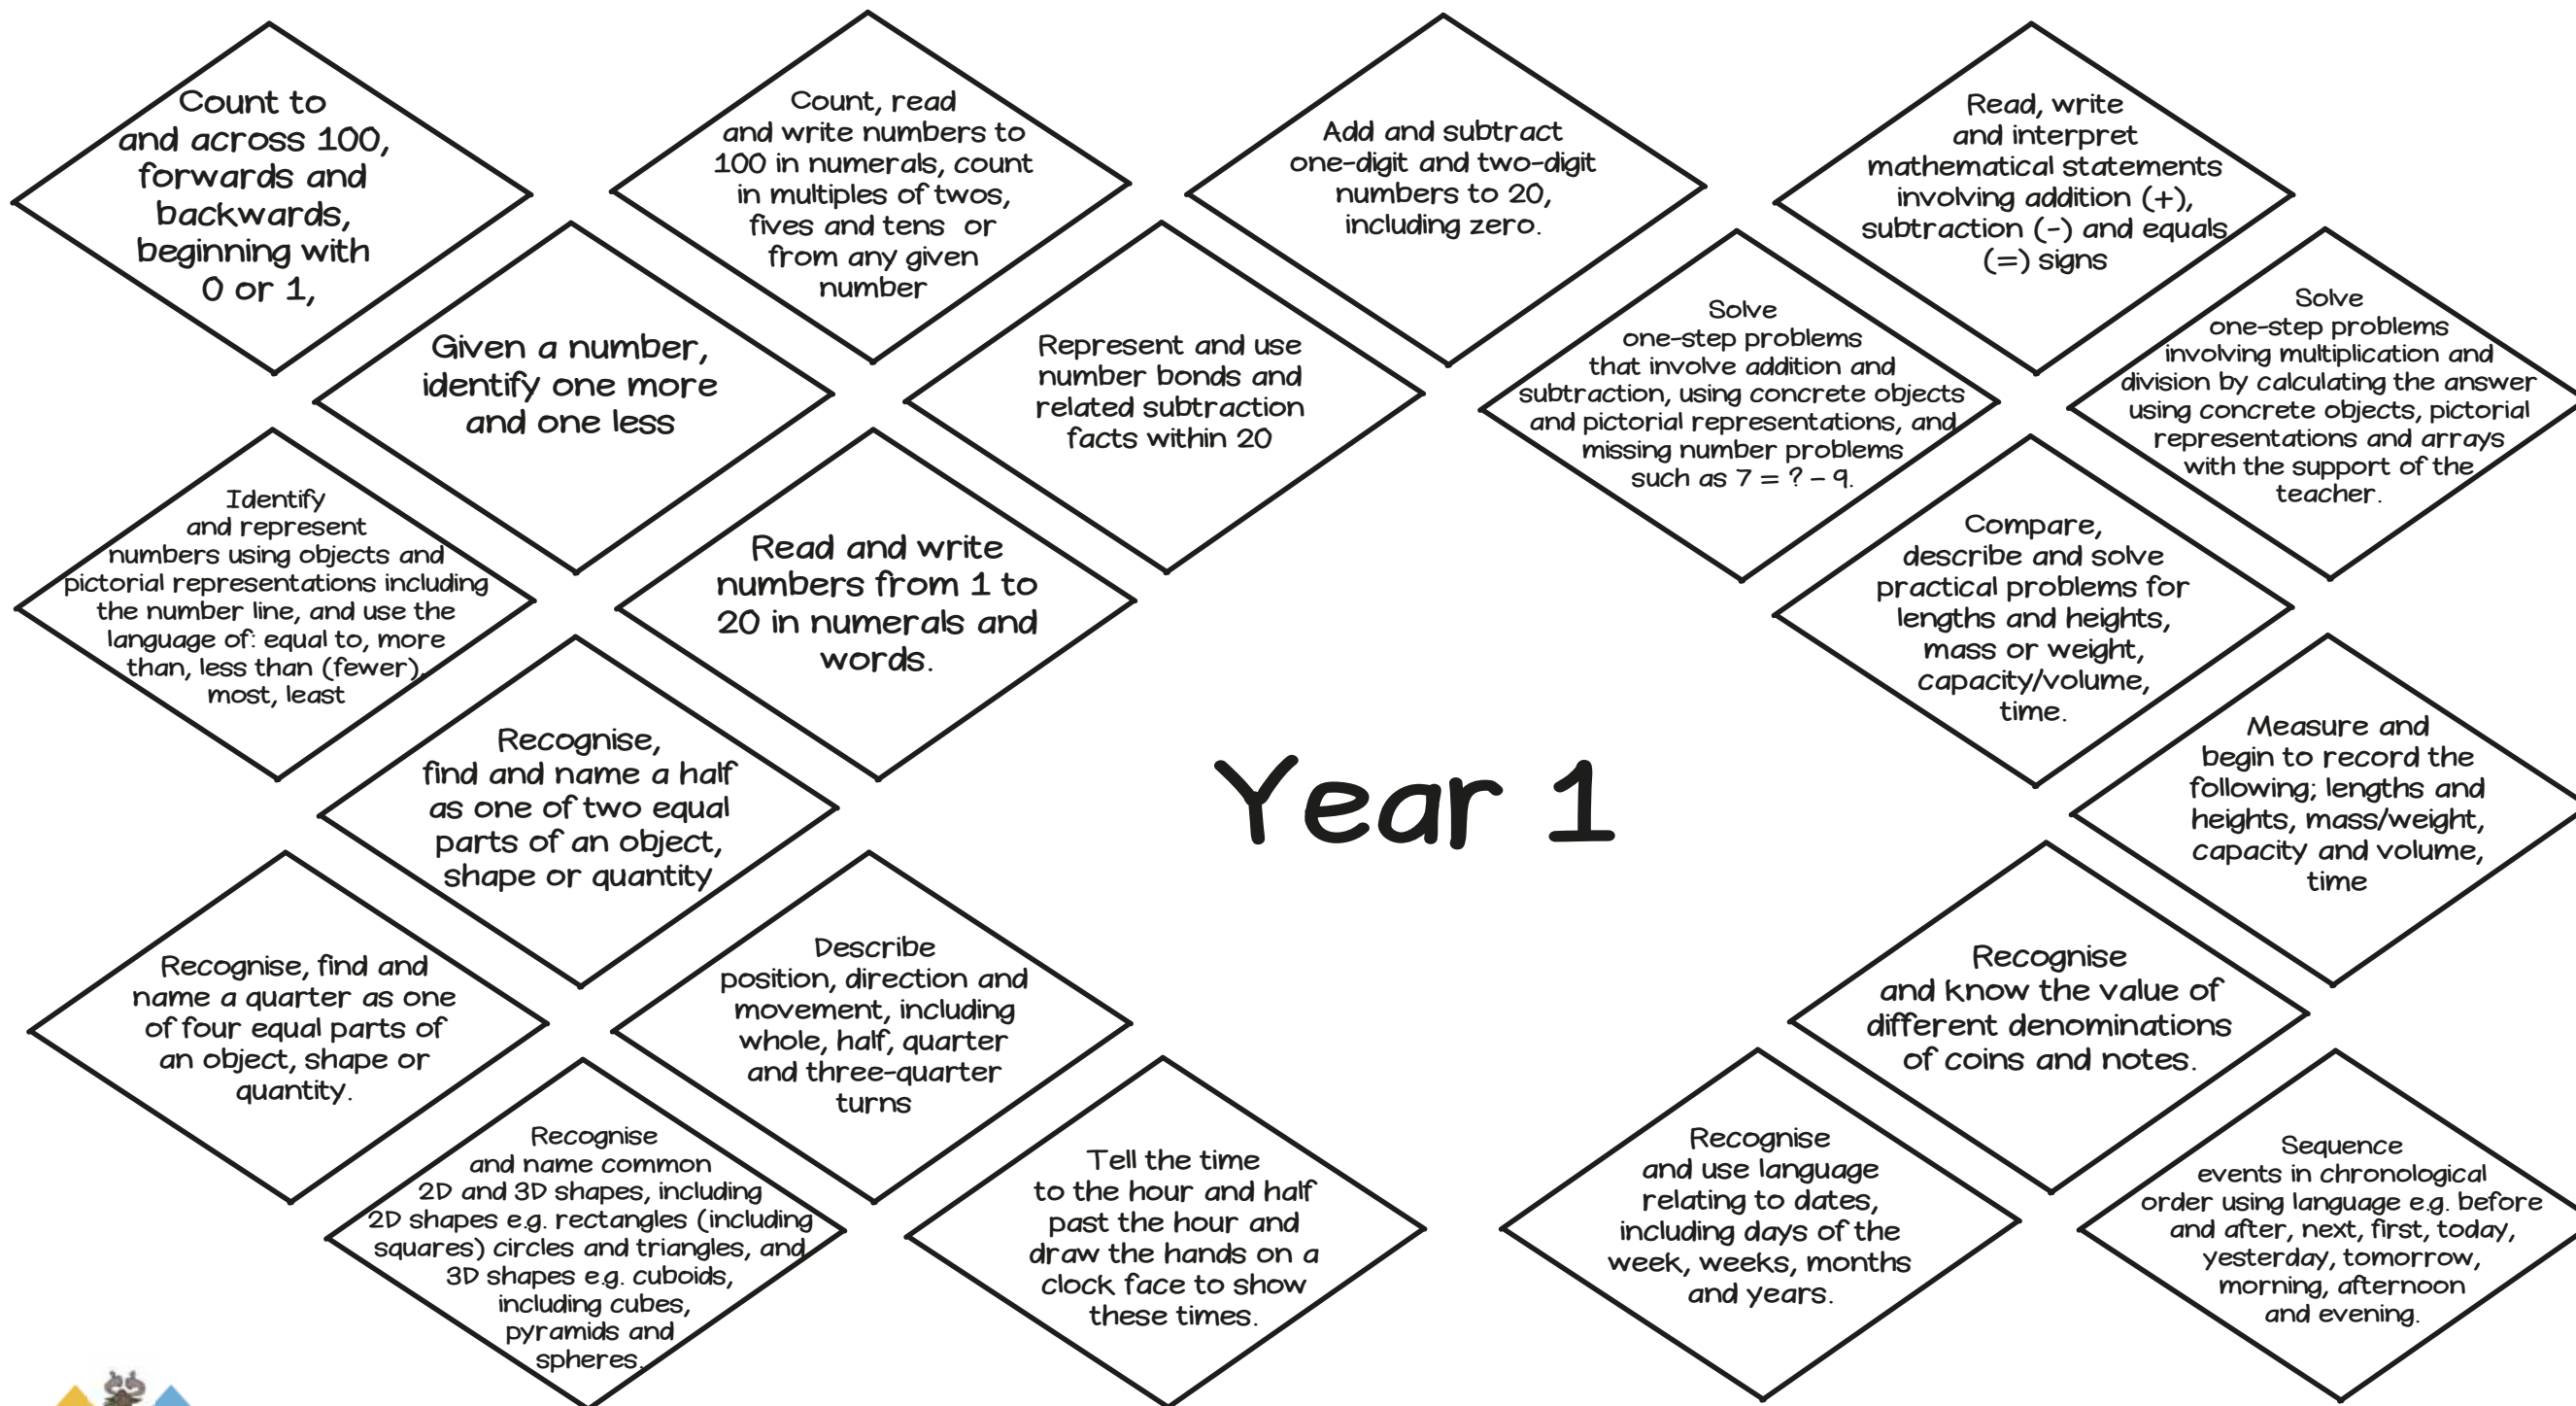 Count to
and across 100,
forwards and
backwards,
beginning with
0 or 1,
Count, read
and write numbers to
100 in numerals, count
in multiples of twos,
fives and tens or
from any given
number
Add and subtract
one-digit and two-digit
numbers to 20,
including zero.
Read, write
and interpret
mathematical statements
involving addition (+),
subtraction (-) and equals
(=) signs
Given a number,
identify one more
and one less
Represent and use
number bonds and
related subtraction
facts within 20
Solve
one-step problems
that involve addition and
subtraction, using concrete objects
and pictorial representations, and
missing number problems
such as 7 = ? – 9.
Solve
one-step problems
involving multiplication and
division by calculating the answer
using concrete objects, pictorial
representations and arrays
with the support of the
teacher.
Identify
and represent
numbers using objects and
pictorial representations including
the number line, and use the
language of: equal to, more
than, less than (fewer),
most, least
Read and write
numbers from 1 to
20 in numerals and
words.
Compare,
describe and solve
practical problems for
lengths and heights,
mass or weight,
capacity/volume,
time.
Recognise,
find and name a half
as one of two equal
parts of an object,
shape or quantity
Year 1
Measure and
begin to record the
following; lengths and
heights, mass/weight,
capacity and volume,
time
Recognise, find and
name a quarter as one
of four equal parts of
an object, shape or
quantity.
Describe
position, direction and
movement, including
whole, half, quarter
and three-quarter
turns
Recognise
and know the value of
different denominations
of coins and notes.
Recognise
and name common
2D and 3D shapes, including
2D shapes e.g. rectangles (including
squares) circles and triangles, and
3D shapes e.g. cuboids,
including cubes,
pyramids and
spheres.
Tell the time
to the hour and half
past the hour and
draw the hands on a
clock face to show
these times.
Recognise
and use language
relating to dates,
including days of the
week, weeks, months
and years.
Sequence
events in chronological
order using language e.g. before
and after, next, first, today,
yesterday, tomorrow,
morning, afternoon
and evening.